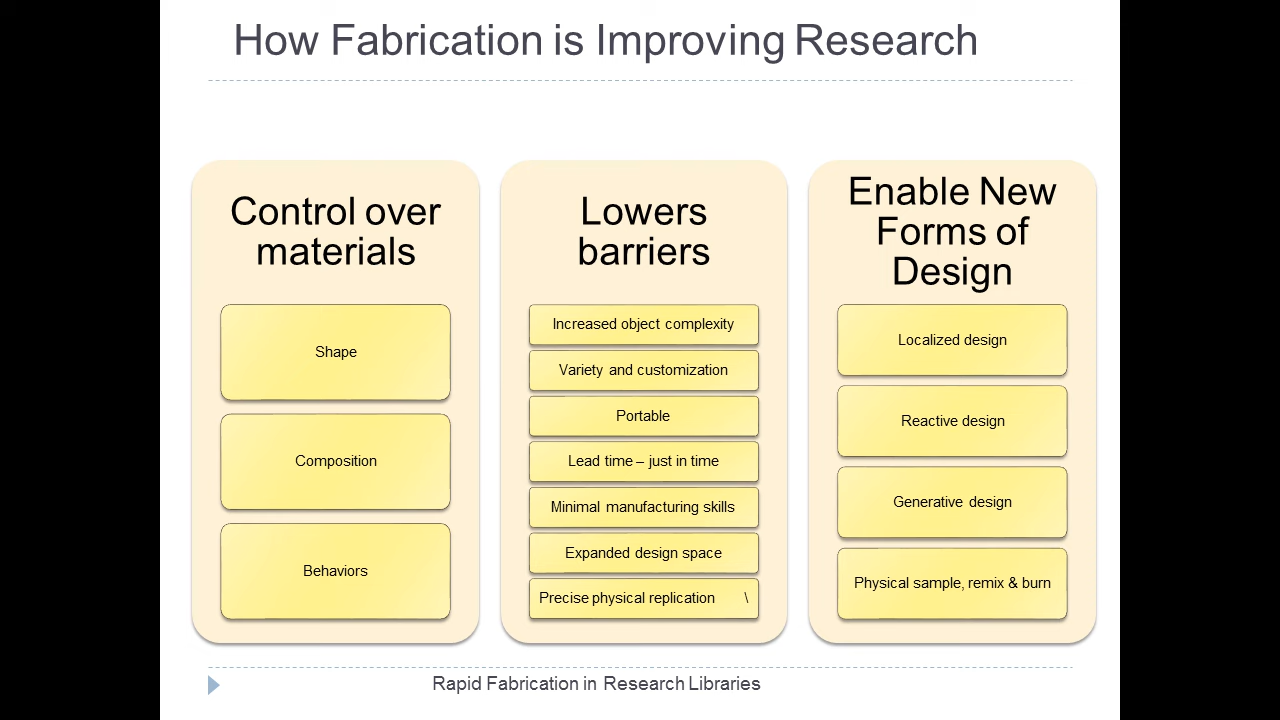 How Fabrication is Improving Research
Control over
materials
Shape
Composition
Behaviors
Lowers
barriers
Increased object complexity
Variety and customization
Portable
Lead time – just in time
Minimal manufacturing skills
Expanded design space
Precise physical replication \
Enable New
Forms of
Design
Localized design
Reactive design
Generative design
Physical sample, remix & burn
Rapid Fabrication in Research Libraries